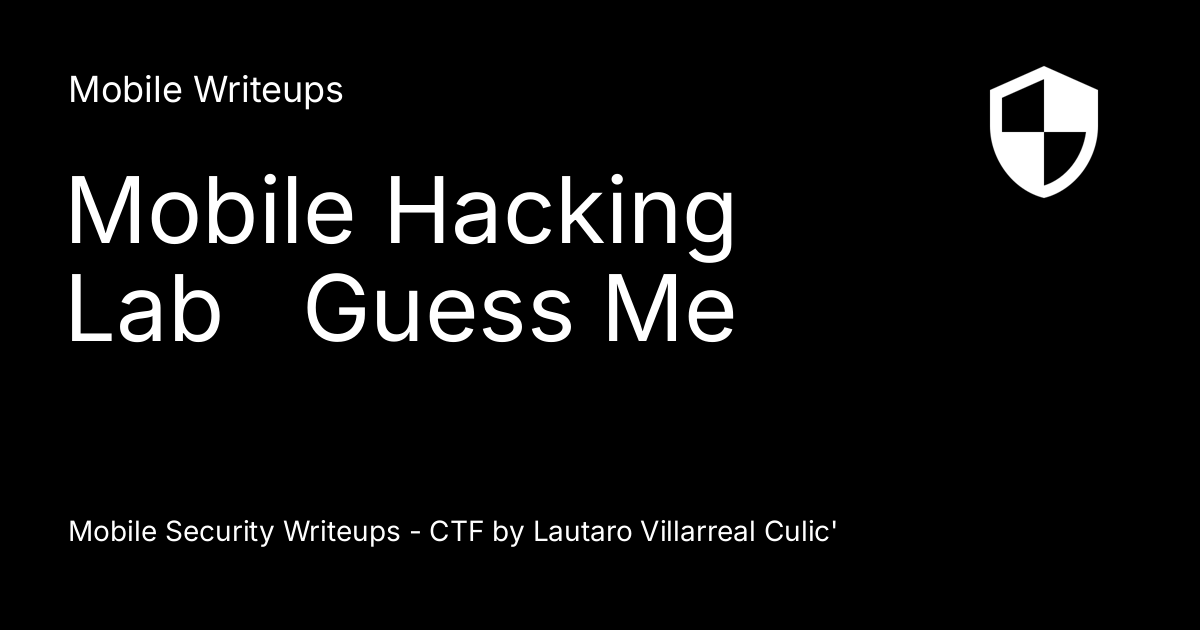 Mobile Writeups
Mobile Hacking
Lab   Guess Me
Mobile Security Writeups - CTF by Lautaro Villarreal Culic'